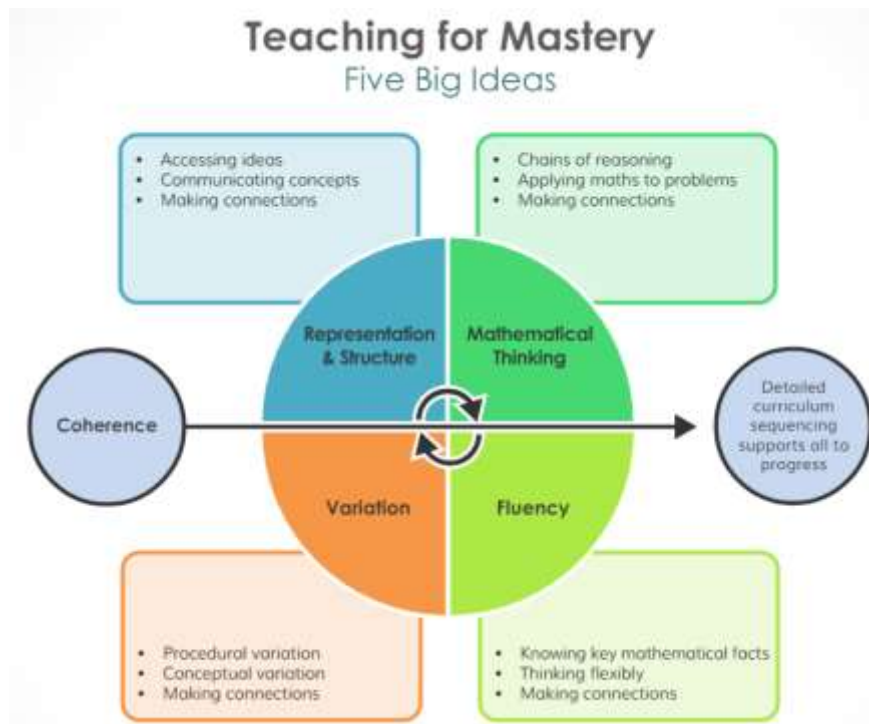 Teaching for Mastery
Five Big Ideas
• Accessing ideas
• Communicating concepts
• Making connections
• Chains of reasoning
• Applying maths to problems
• Making connections
Representation
& Structure
Mathematical
Thinking
Coherence
Detailed
curriculum
sequencing
supports all to
progress
Variation
Fluency
• Procedural variation
• Conceptual variation
• Making connections
• Knowing key mathematical facts
• Thinking flexibly
• Making connections